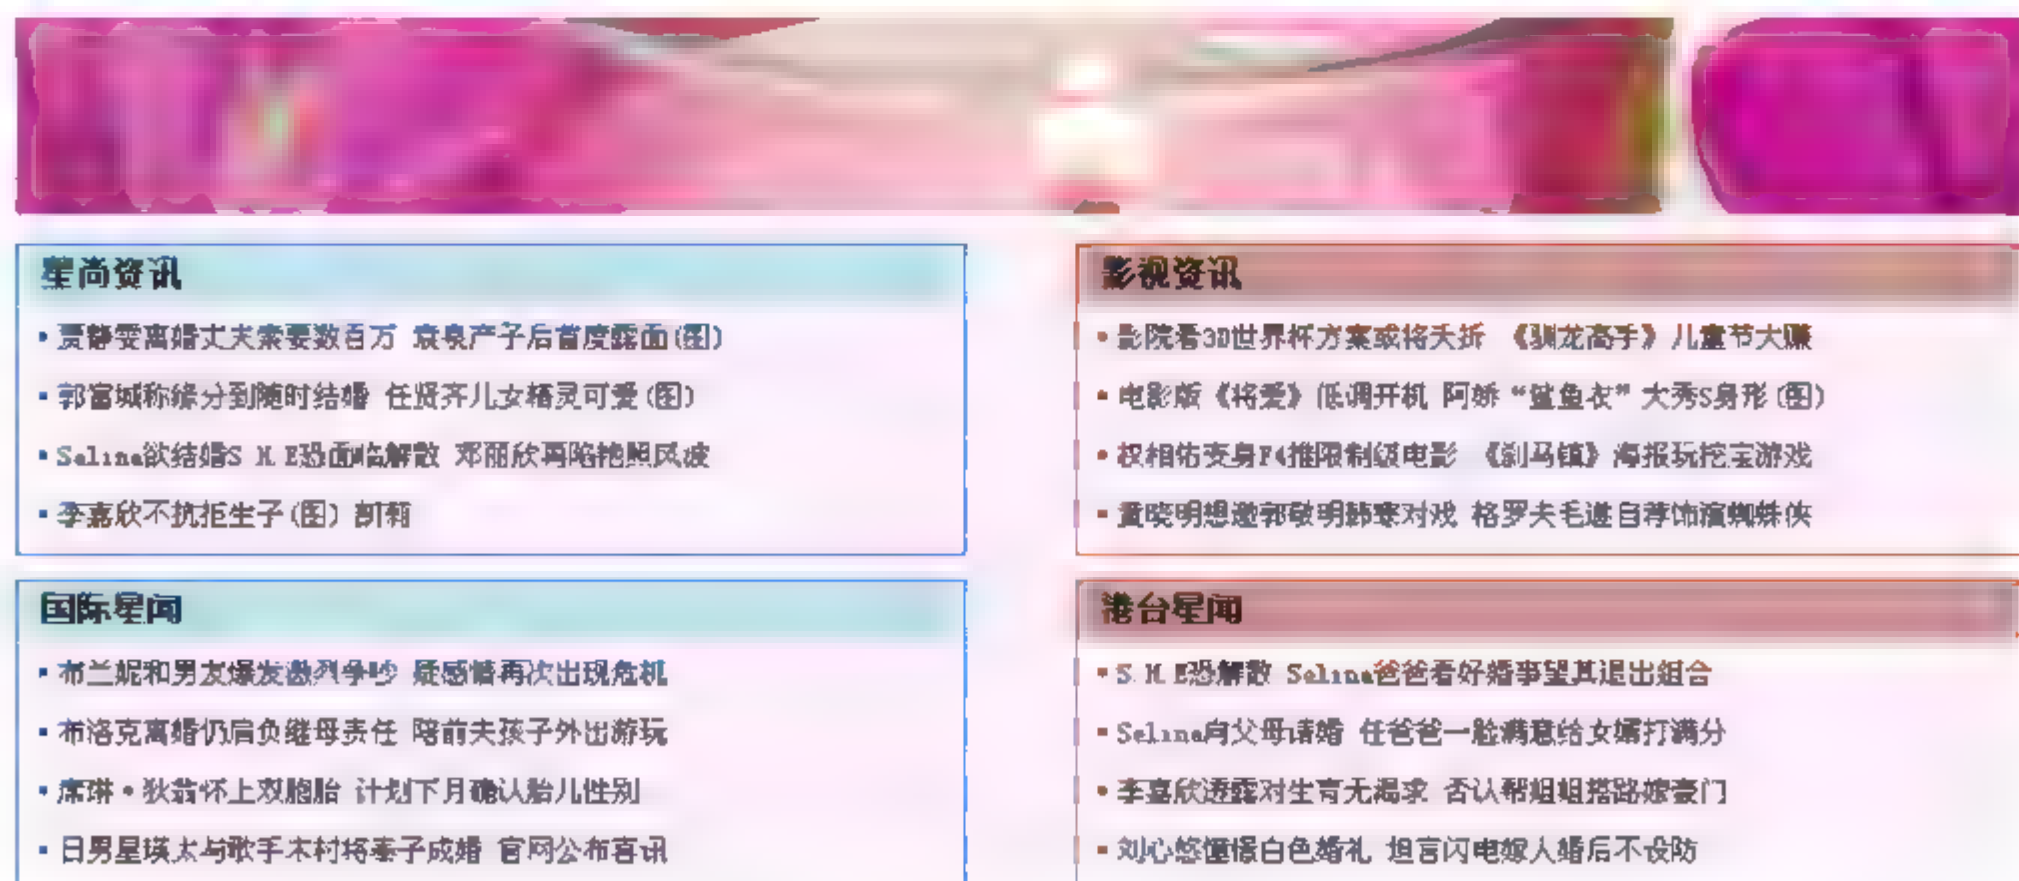 星尚资讯
贾静雯离婚丈夫索要数百万 袁泉产子后首度露面(图)
郭富城称缘分到随时结婚 任贤齐儿女精灵可爱(图)
Selina欲结婚S.H.E恐面临解散 邓丽欣再陷艳照风波
李嘉欣不抗拒生子(图)
国际星闻
布兰妮和男友爆发激烈争吵 疑感情再次出现危机
布洛克离婚仍肩负继母责任 陪前夫孩子外出游玩
席琳·狄翁怀上双胞胎 计划下月确认胎儿性别
日男星瑛太与歌手木村将妻子成婚 官网公布喜讯
影视资讯
影院看3D世界杯方案或将夭折 《驯龙高手》儿童节大赚
电影版《将爱》低调开机 阿娇“鲨鱼衣”大秀S身形(图)
权相佑变身F4推限制级电影 《刹马镇》海报玩挖宝游戏
黄晓明想邀郭敬明韩寒对戏 格罗夫毛遂自荐饰演蜘蛛侠
港台星闻
S.H.E恐解散 Selina爸爸看好婚事望其退出组合
Selina向父母请婚 任爸爸一脸满意给女婿打满分
李嘉欣透露对生育无渴求 否认帮姐姐搭路嫁豪门
刘心悠憧憬白色婚礼 坦言闪电嫁人婚后不设防